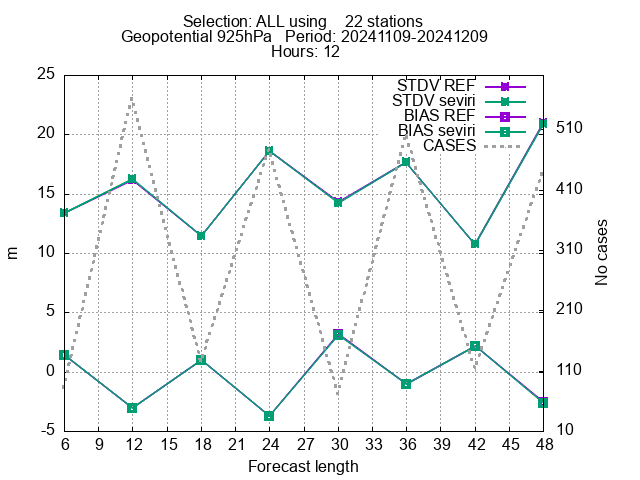 Selection: ALL using    22 stations
Geopotential 925hPa   Period: 20241109-20241209
Hours: 12
25
20
15
10
5
0
-5
m
STDV REF
STDV seviri
BIAS REF
BIAS seviri
CASES
510
410
310
210
110
10
No cases
6 9 12 15 18 21 24 27 30 33 36 39 42 45 48
Forecast length